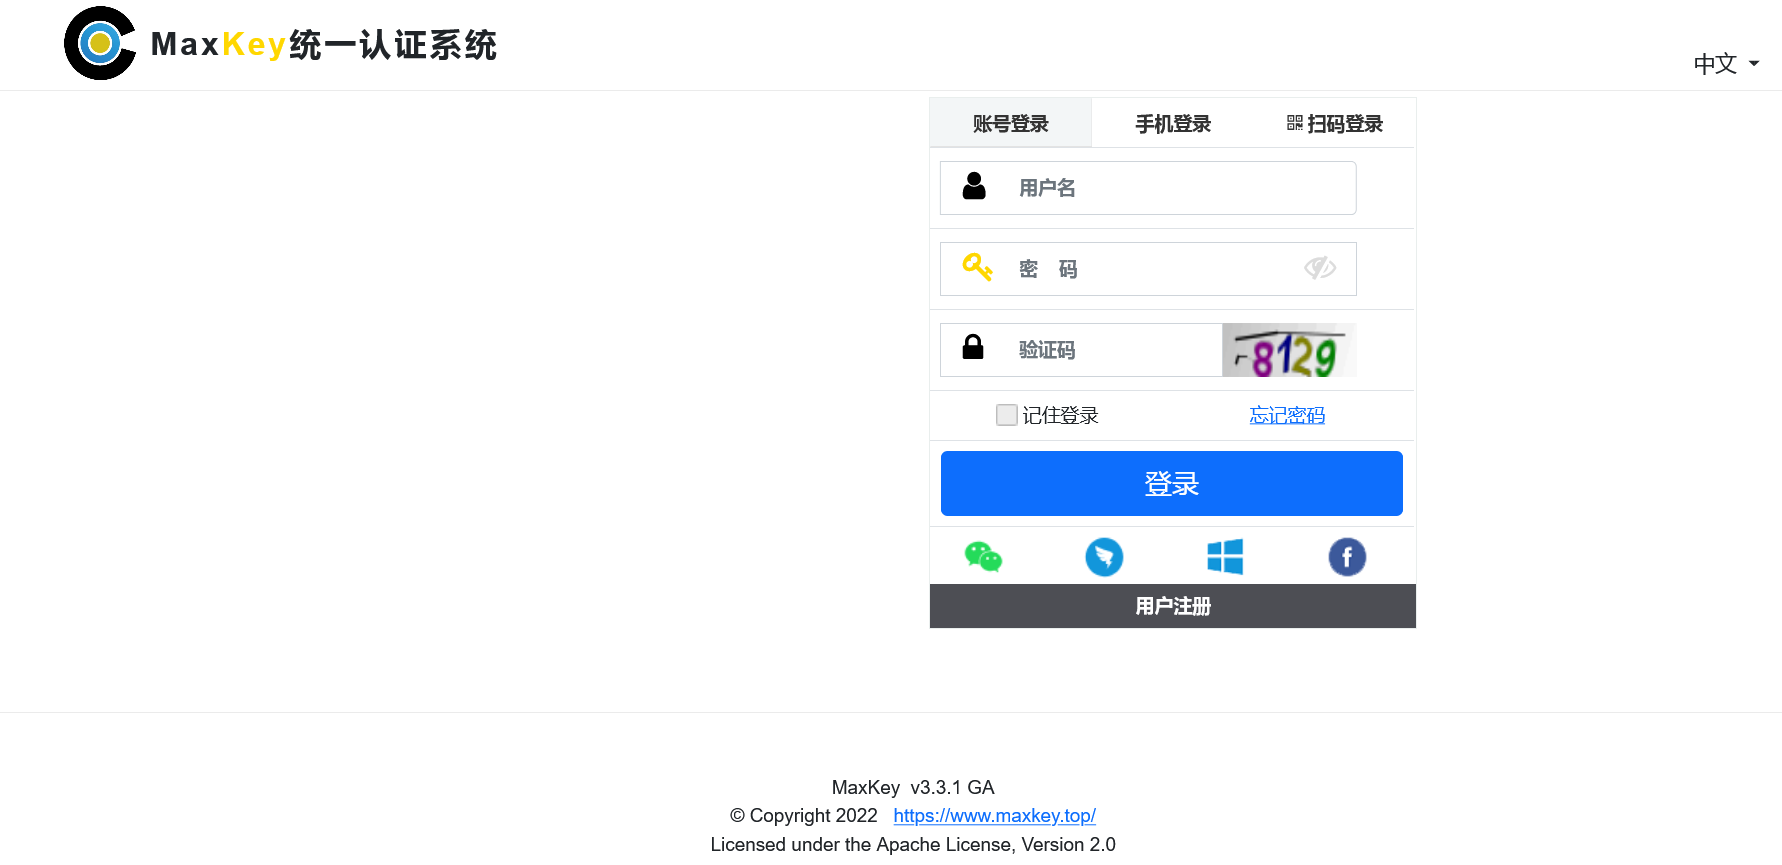 MaxKey统一认证系统
中文
账号登录 手机登录 扫码登录
用户名
密 码
验证码 8129
记住登录 忘记密码
登录
用户注册
MaxKey v3.3.1 GA
© Copyright 2022 https://www.maxkey.top/
Licensed under the Apache License, Version 2.0